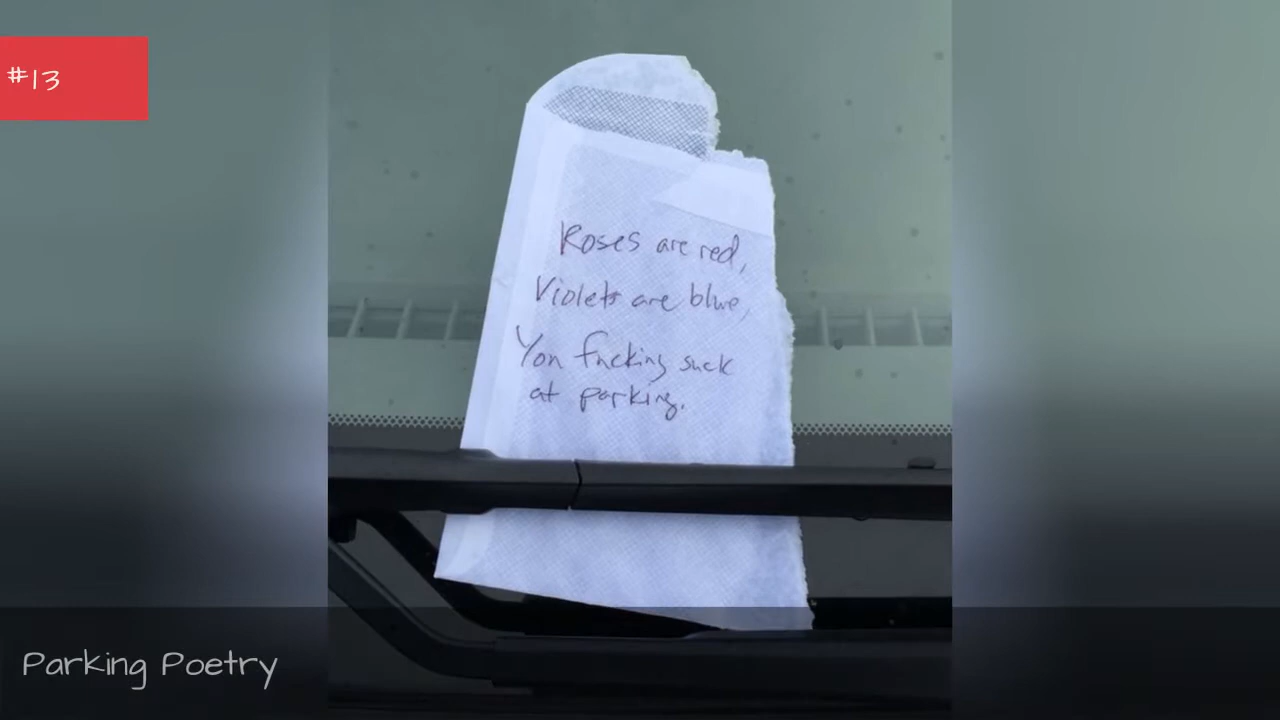 #13
Roses are red,
Violets are blue,
You fucking suck
at parking.
Parking Poetry